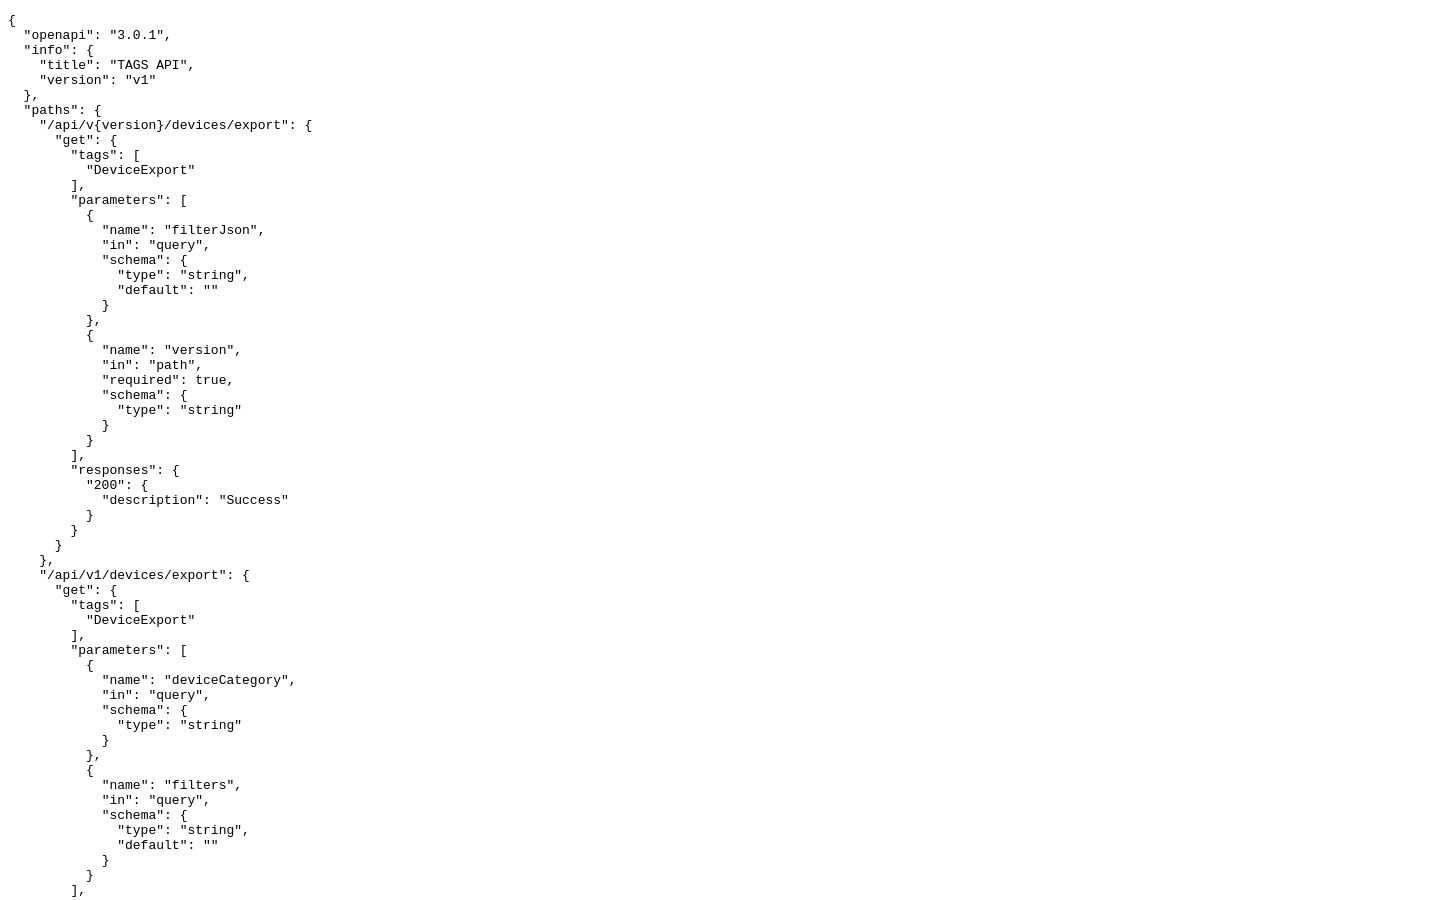 {
  "openapi": "3.0.1",
  "info": {
    "title": "TAGS API",
    "version": "v1"
  },
  "paths": {
    "/api/v{version}/devices/export": {
      "get": {
        "tags": [
          "DeviceExport"
        ],
        "parameters": [
          {
            "name": "filterJson",
            "in": "query",
            "schema": {
              "type": "string",
              "default": ""
            }
          },
          {
            "name": "version",
            "in": "path",
            "required": true,
            "schema": {
              "type": "string"
            }
          }
        ],
        "responses": {
          "200": {
            "description": "Success"
          }
        }
      }
    },
    "/api/v1/devices/export": {
      "get": {
        "tags": [
          "DeviceExport"
        ],
        "parameters": [
          {
            "name": "deviceCategory",
            "in": "query",
            "schema": {
              "type": "string"
            }
          },
          {
            "name": "filters",
            "in": "query",
            "schema": {
              "type": "string",
              "default": ""
            }
          }
        ],